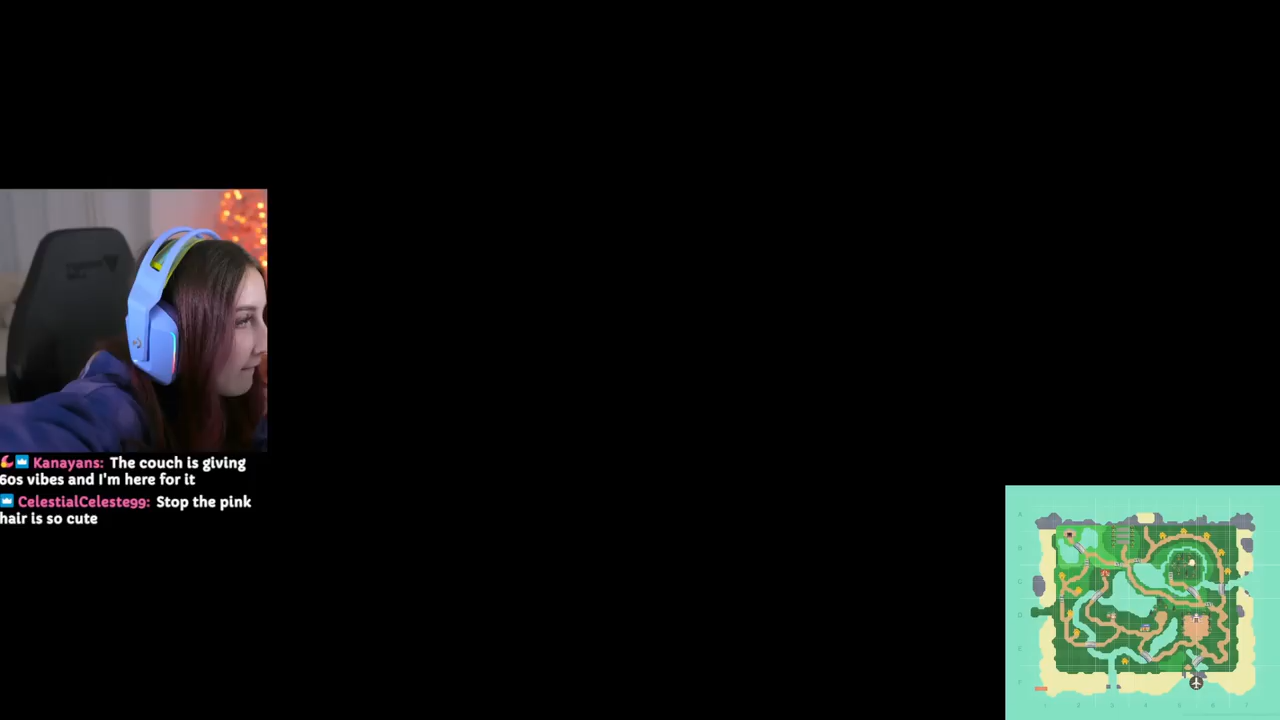 Kanayans: The couch is giving
60s vibes and I'm here for it
CelestialCeleste99: Stop the pink
hair is so cute